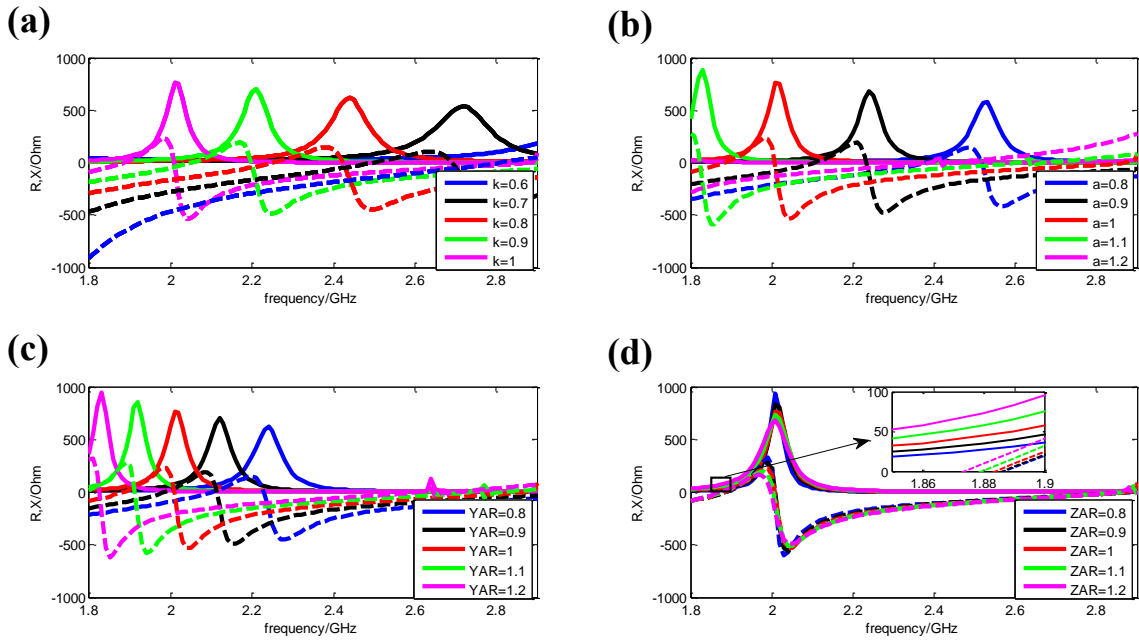 (a)
1000
500
0
-500
-1000
R,X/Ohm
1.8 2 2.2 2.4 2.6 2.8
frequency/GHz
k=0.6
k=0.7
k=0.8
k=0.9
k=1
(b)
1000
500
0
-500
-1000
R,X/Ohm
1.8 2 2.2 2.4 2.6 2.8
frequency/GHz
a=0.8
a=0.9
a=1
a=1.1
a=1.2
(c)
1000
500
0
-500
-1000
R,X/Ohm
1.8 2 2.2 2.4 2.6 2.8
frequency/GHz
YAR=0.8
YAR=0.9
YAR=1
YAR=1.1
YAR=1.2
(d)
1000
500
0
-500
-1000
R,X/Ohm
1.8 2 2.2 2.4 2.6 2.8
frequency/GHz
100
50
0
1.86 1.88 1.9
ZAR=0.8
ZAR=0.9
ZAR=1
ZAR=1.1
ZAR=1.2